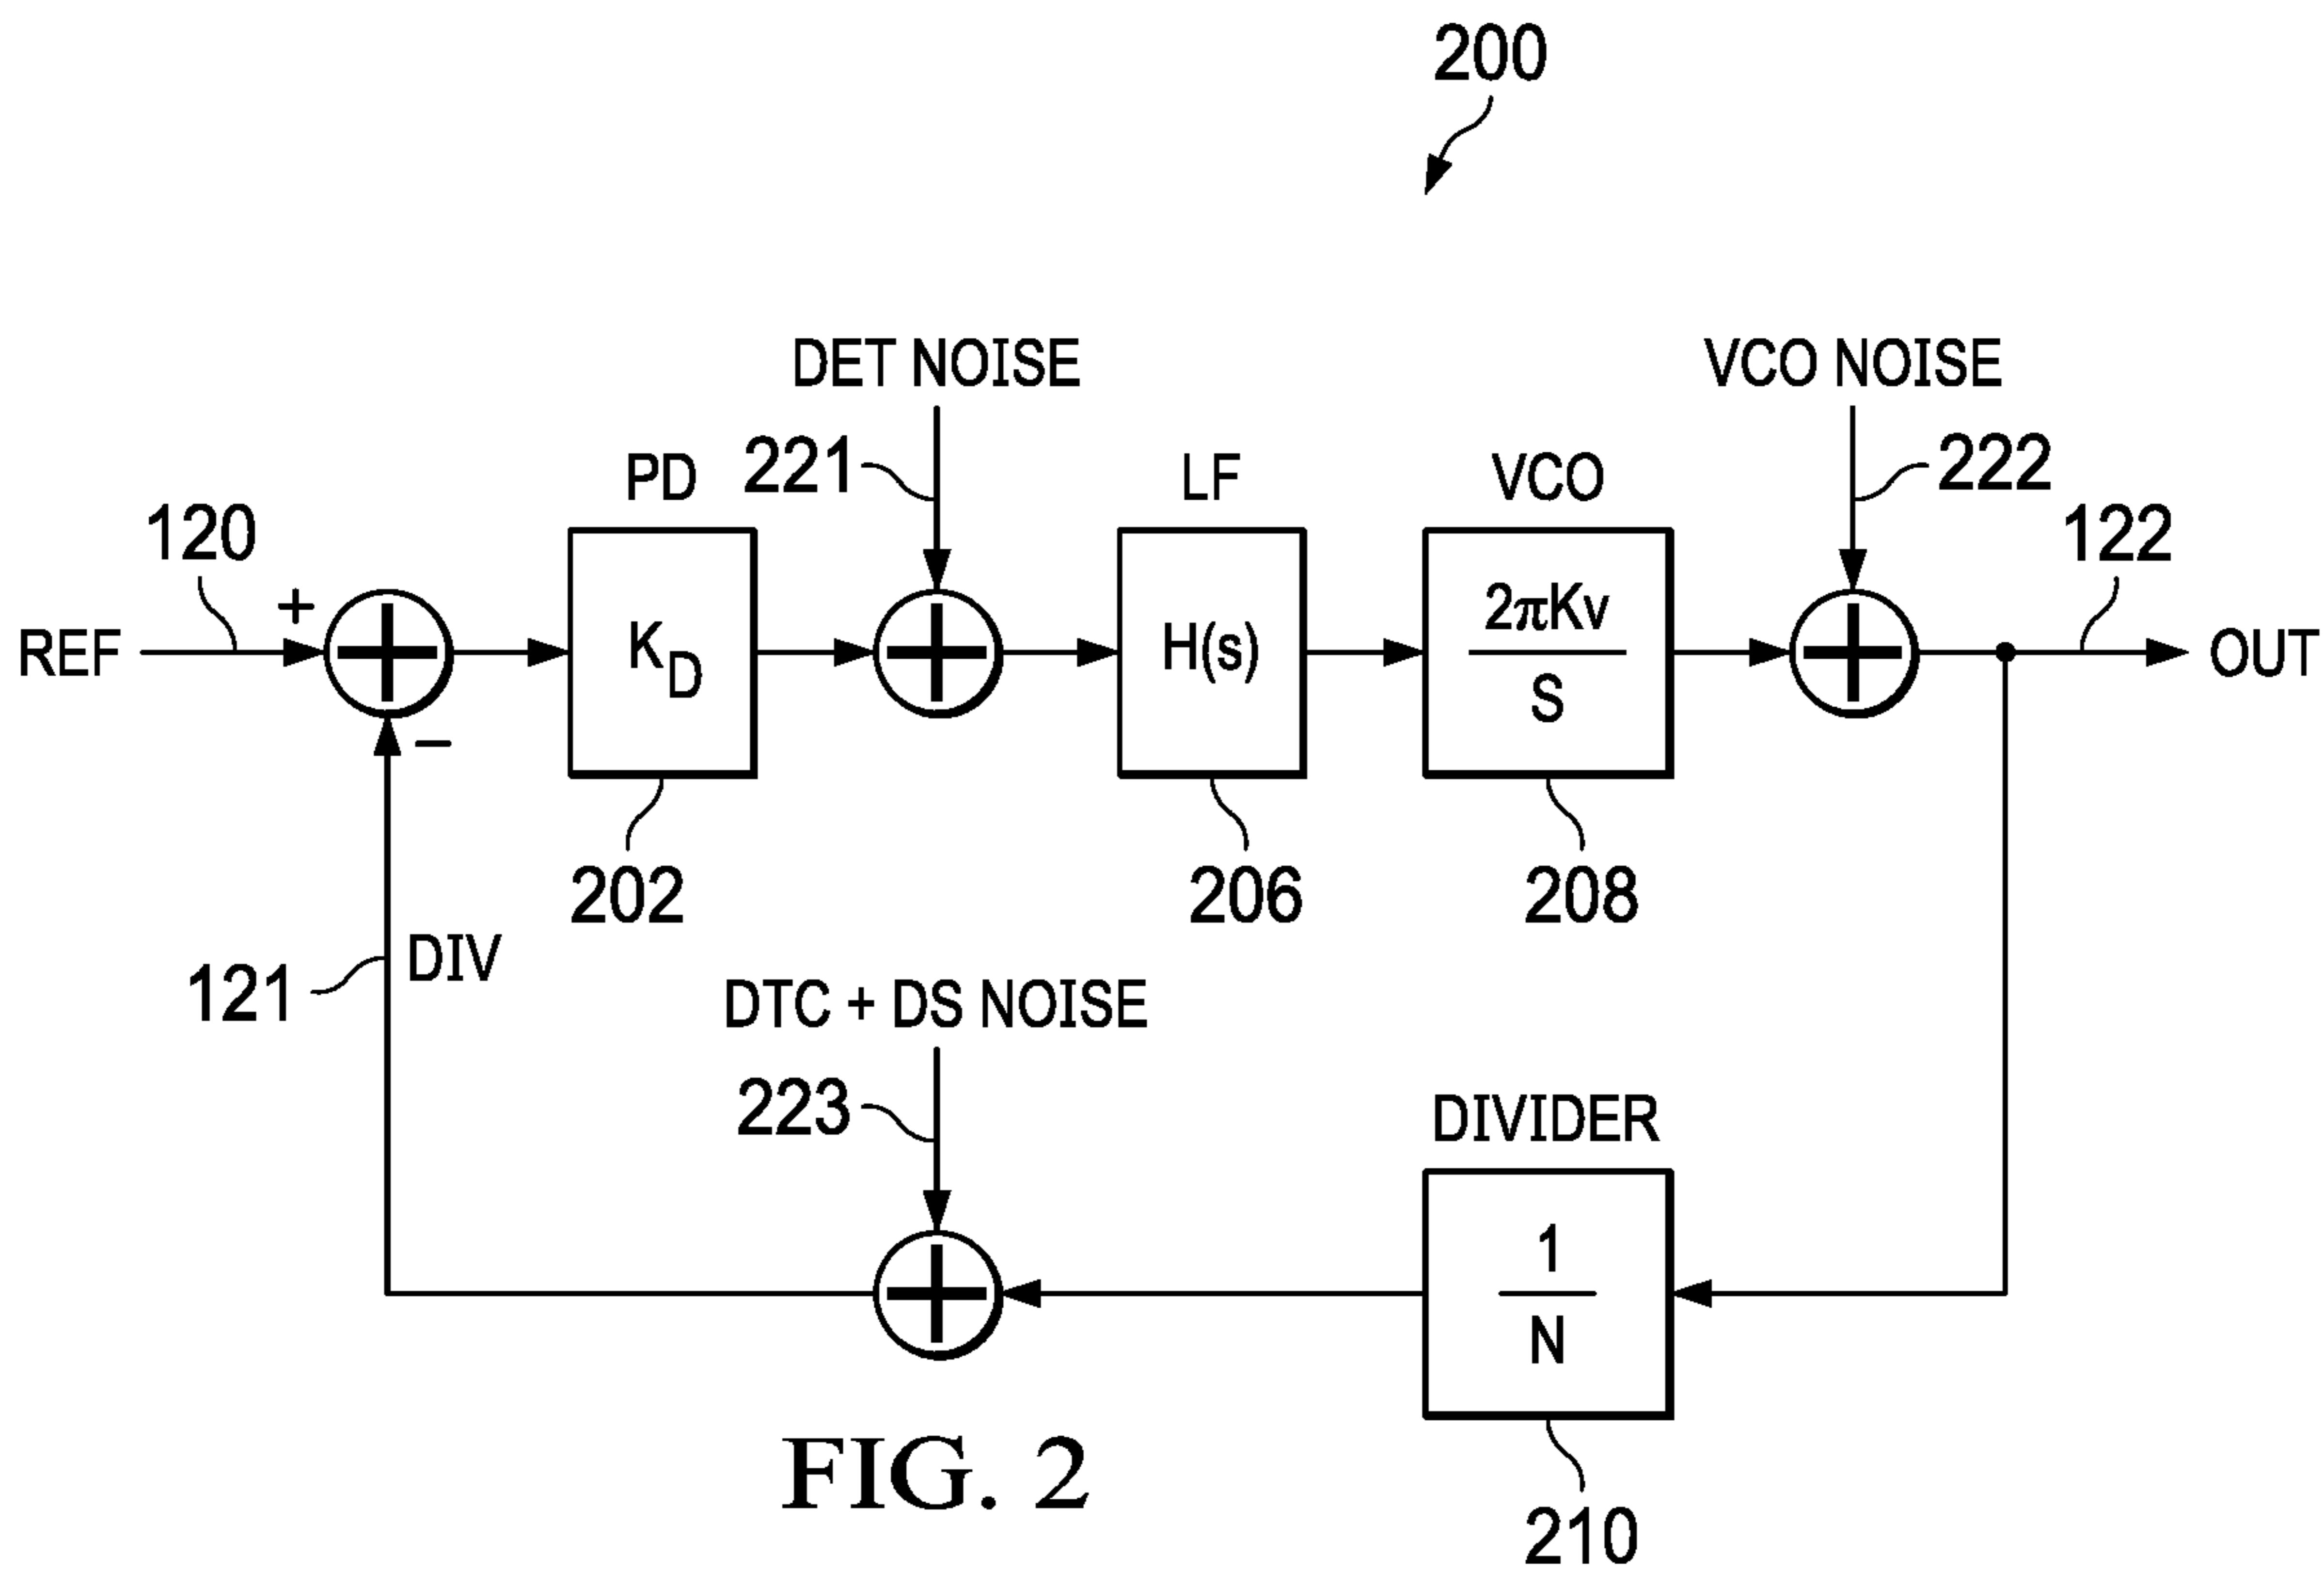 200
DET NOISE
VCO NOISE
221
222
PD
LF
VCO
120
122
REF
+
K_D
H(s)
2πKv
S
OUT
−
202
206
208
121
DIV
DTC + DS NOISE
223
DIVIDER
1
N
210
FIG. 2